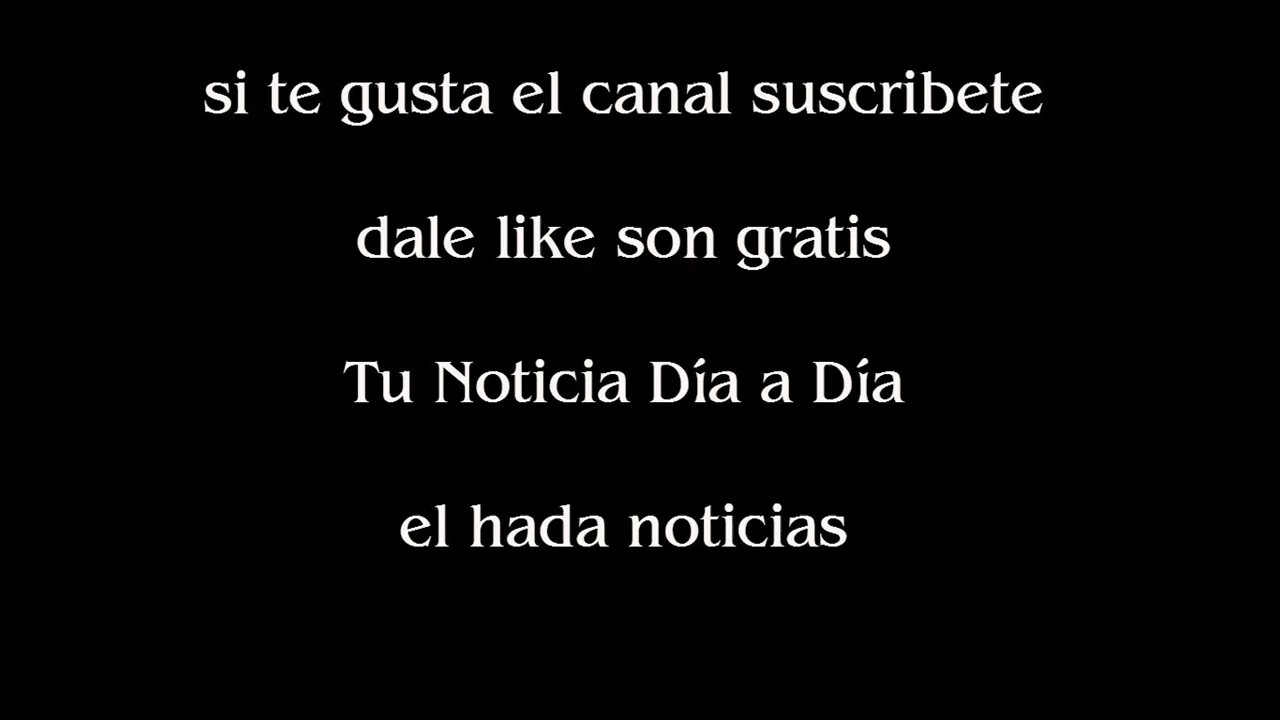 si te gusta el canal suscribete
dale like son gratis
Tu Noticia Día a Día
el hada noticias